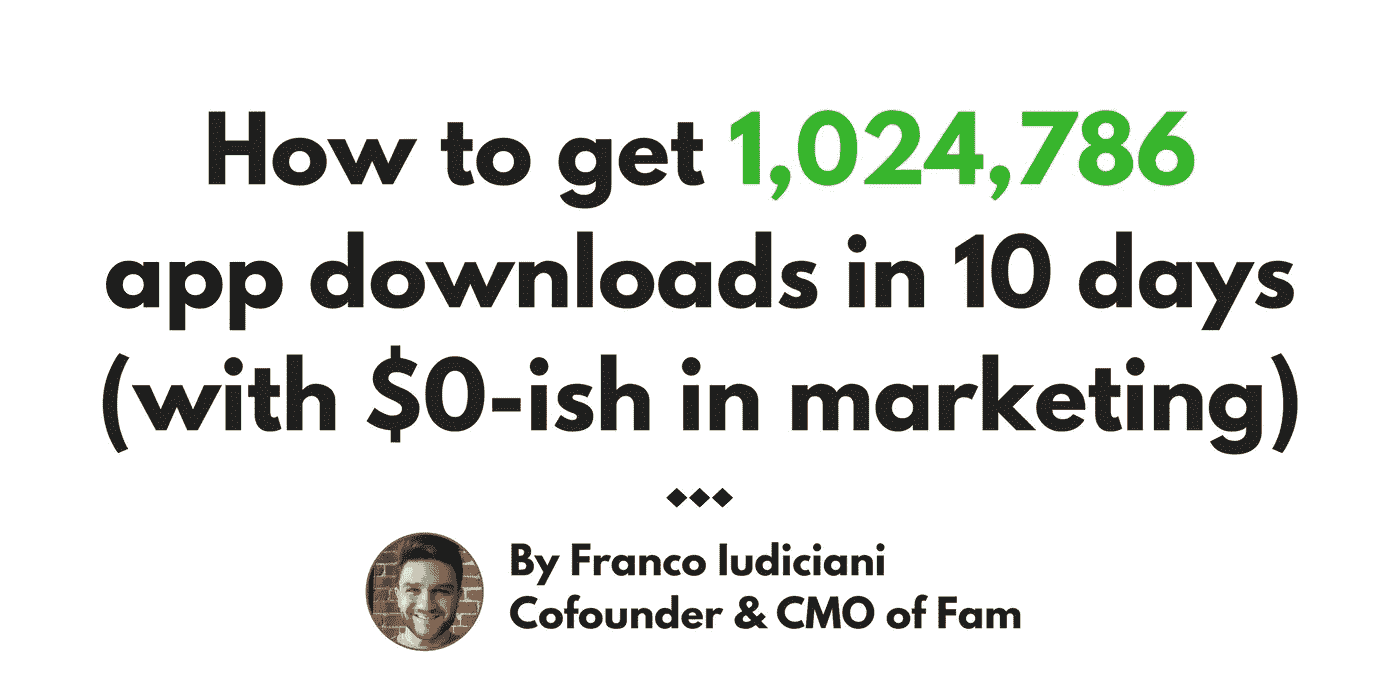 How to get 1,024,786
app downloads in 10 days
(with $0-ish in marketing)
By Franco Iudiciani
Cofounder & CMO of Fam